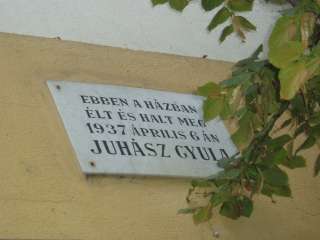 EBBEN A HÁZBAN
ÉLT ÉS HALT MEG
1937 ÁPRILIS 6 ÁN
JUHÁSZ GYULA